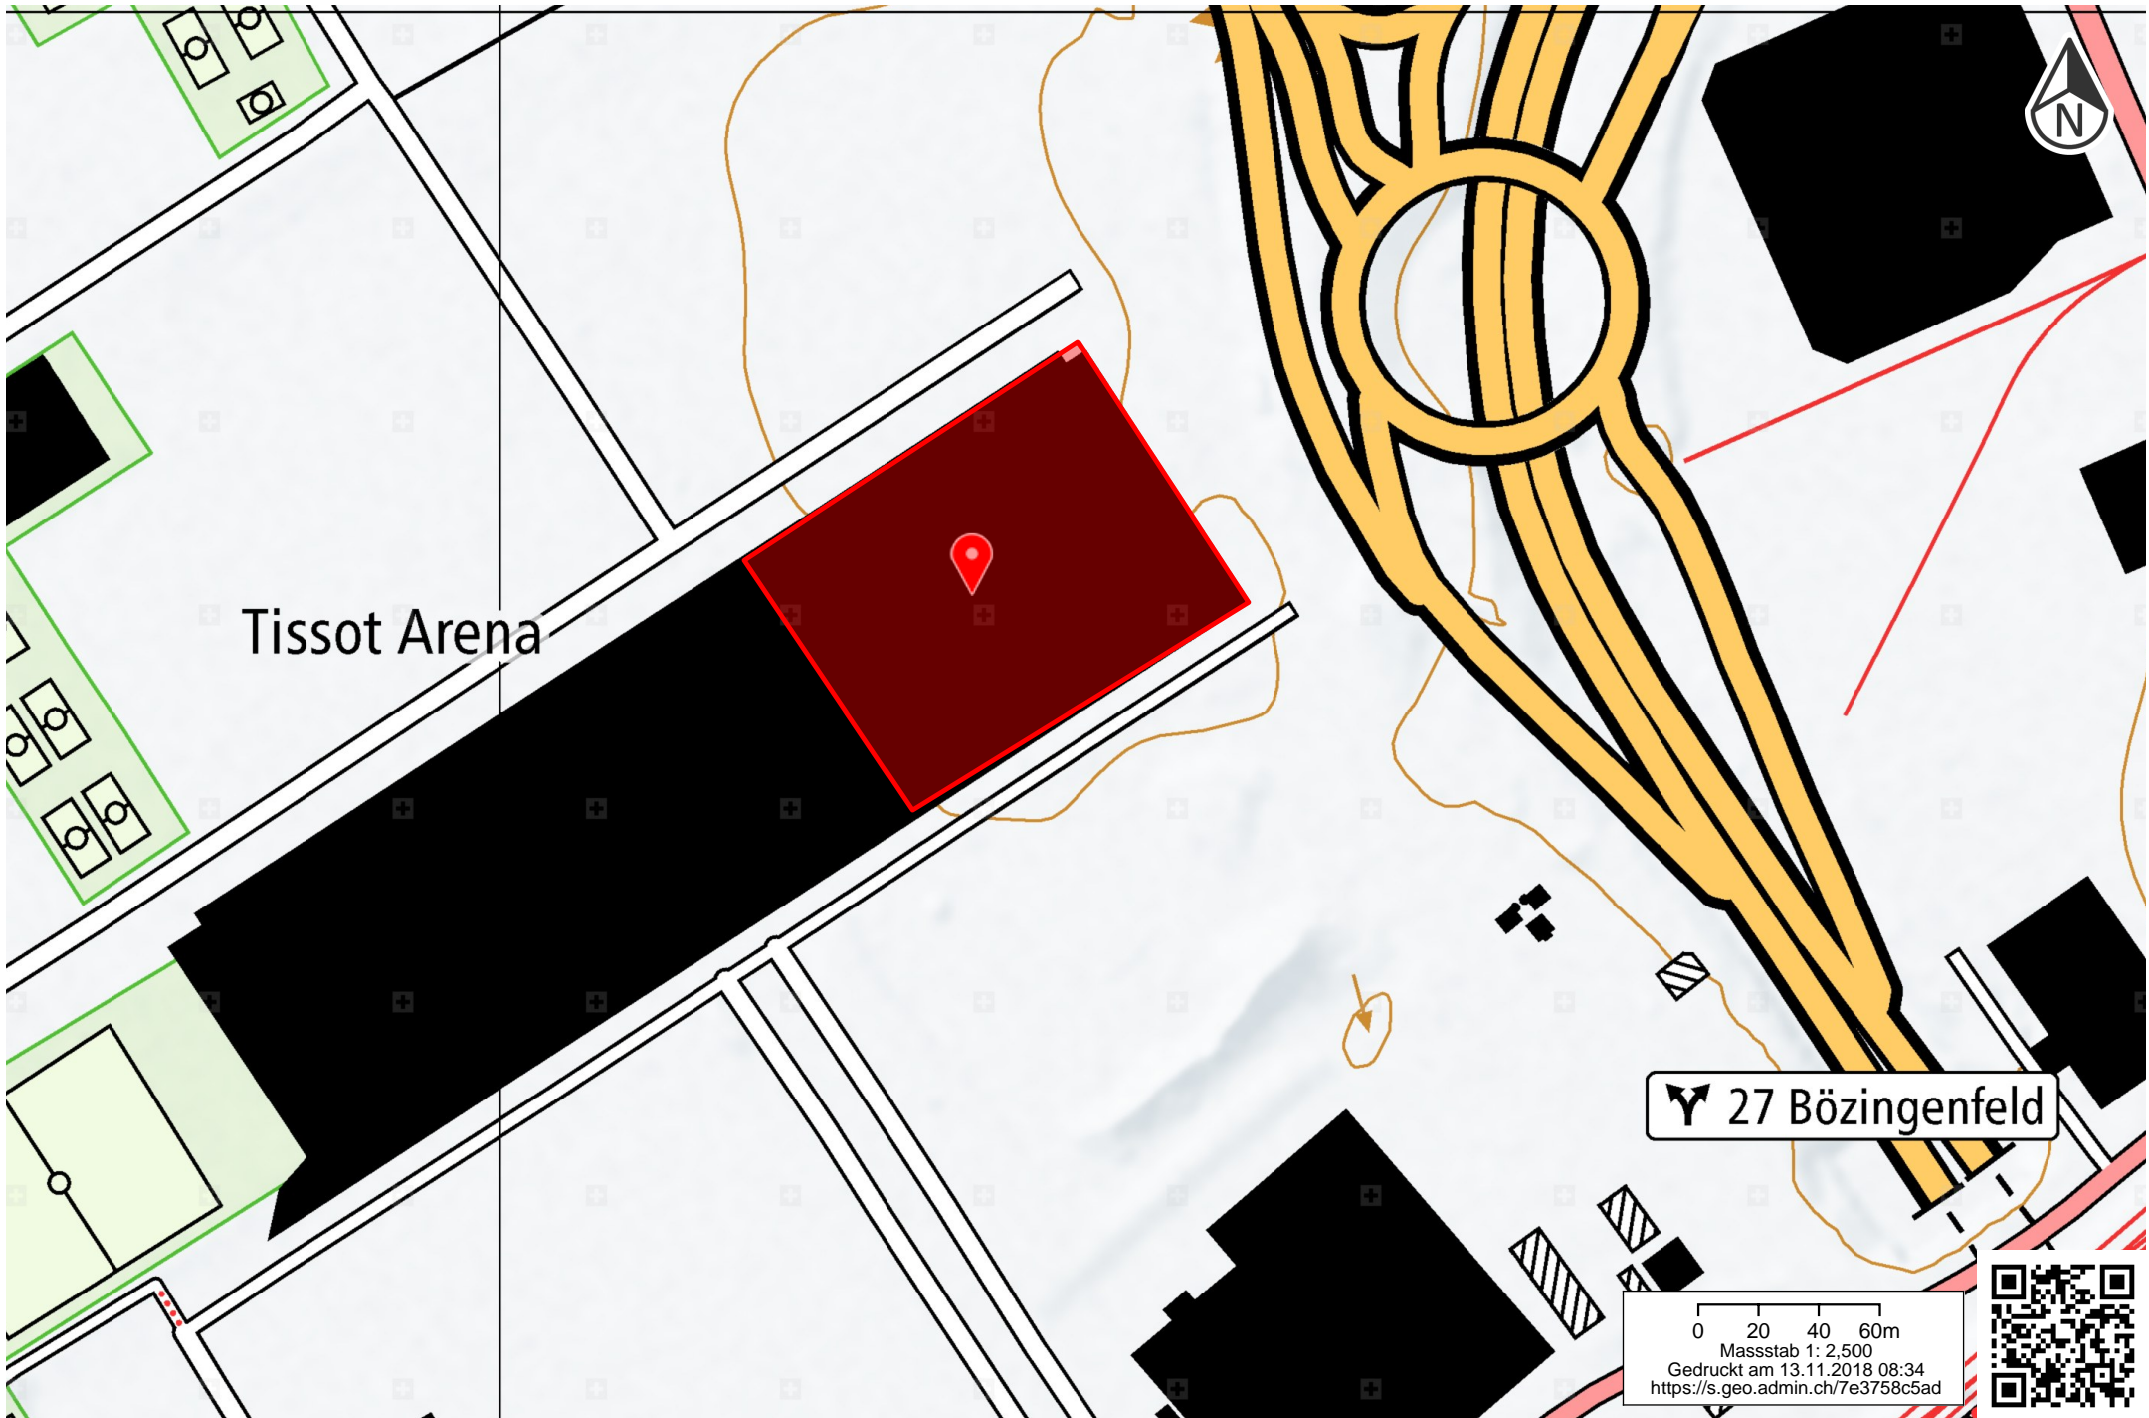 N
Tissot Arena
27 Bözingenfeld
0 20 40 60m
Massstab 1: 2,500
Gedruckt am 13.11.2018 08:34
https://s.geo.admin.ch/7e3758c5ad